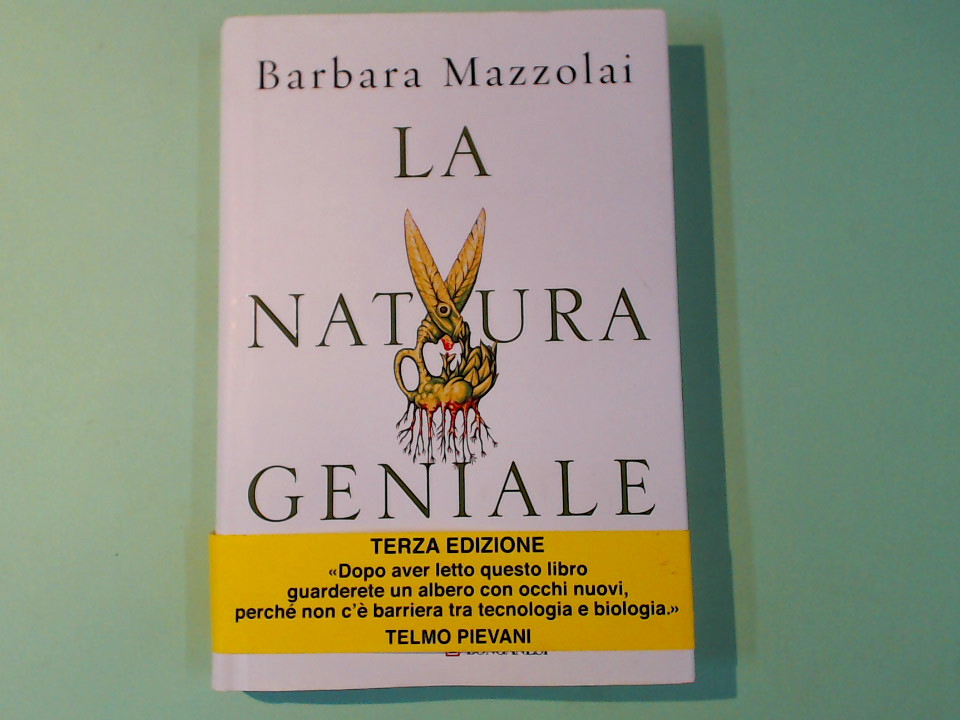 Barbara Mazzolai
LA
NATURA
GENIALE
TERZA EDIZIONE
«Dopo aver letto questo libro
guarderete un albero con occhi nuovi,
perché non c'è barriera tra tecnologia e biologia.»
TELMO PIEVANI